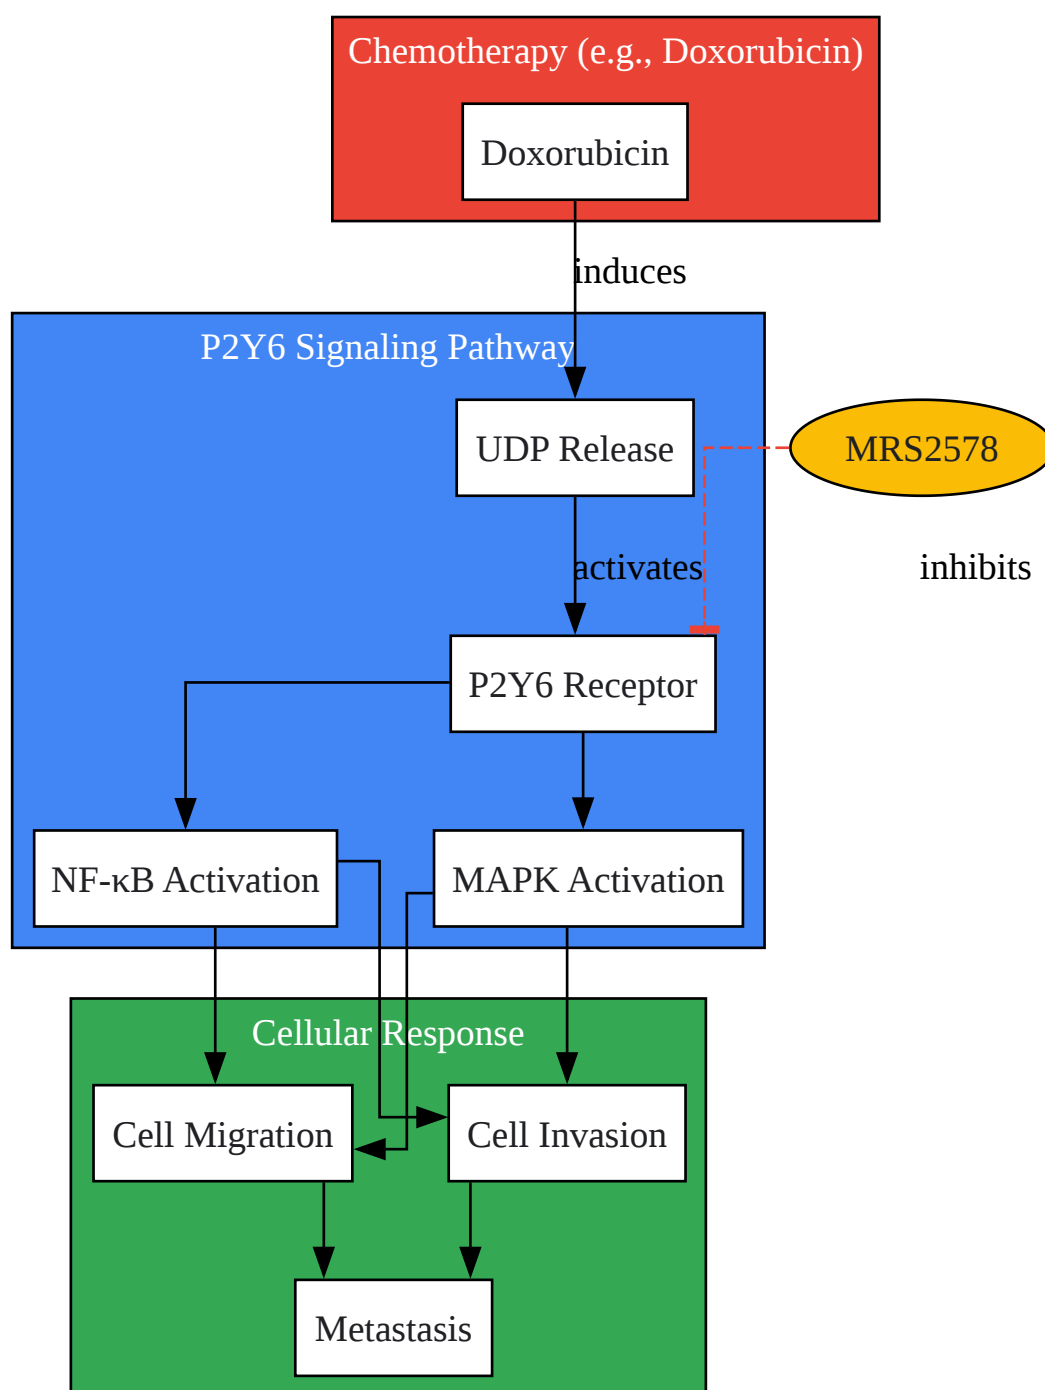 Chemotherapy (e.g., Doxorubicin)
Doxorubicin
induces
P2Y6 Signaling Pathway
UDP Release
MRS2578
activates
inhibits
P2Y6 Receptor
NF-κB Activation
MAPK Activation
Cellular Response
Cell Migration
Cell Invasion
Metastasis